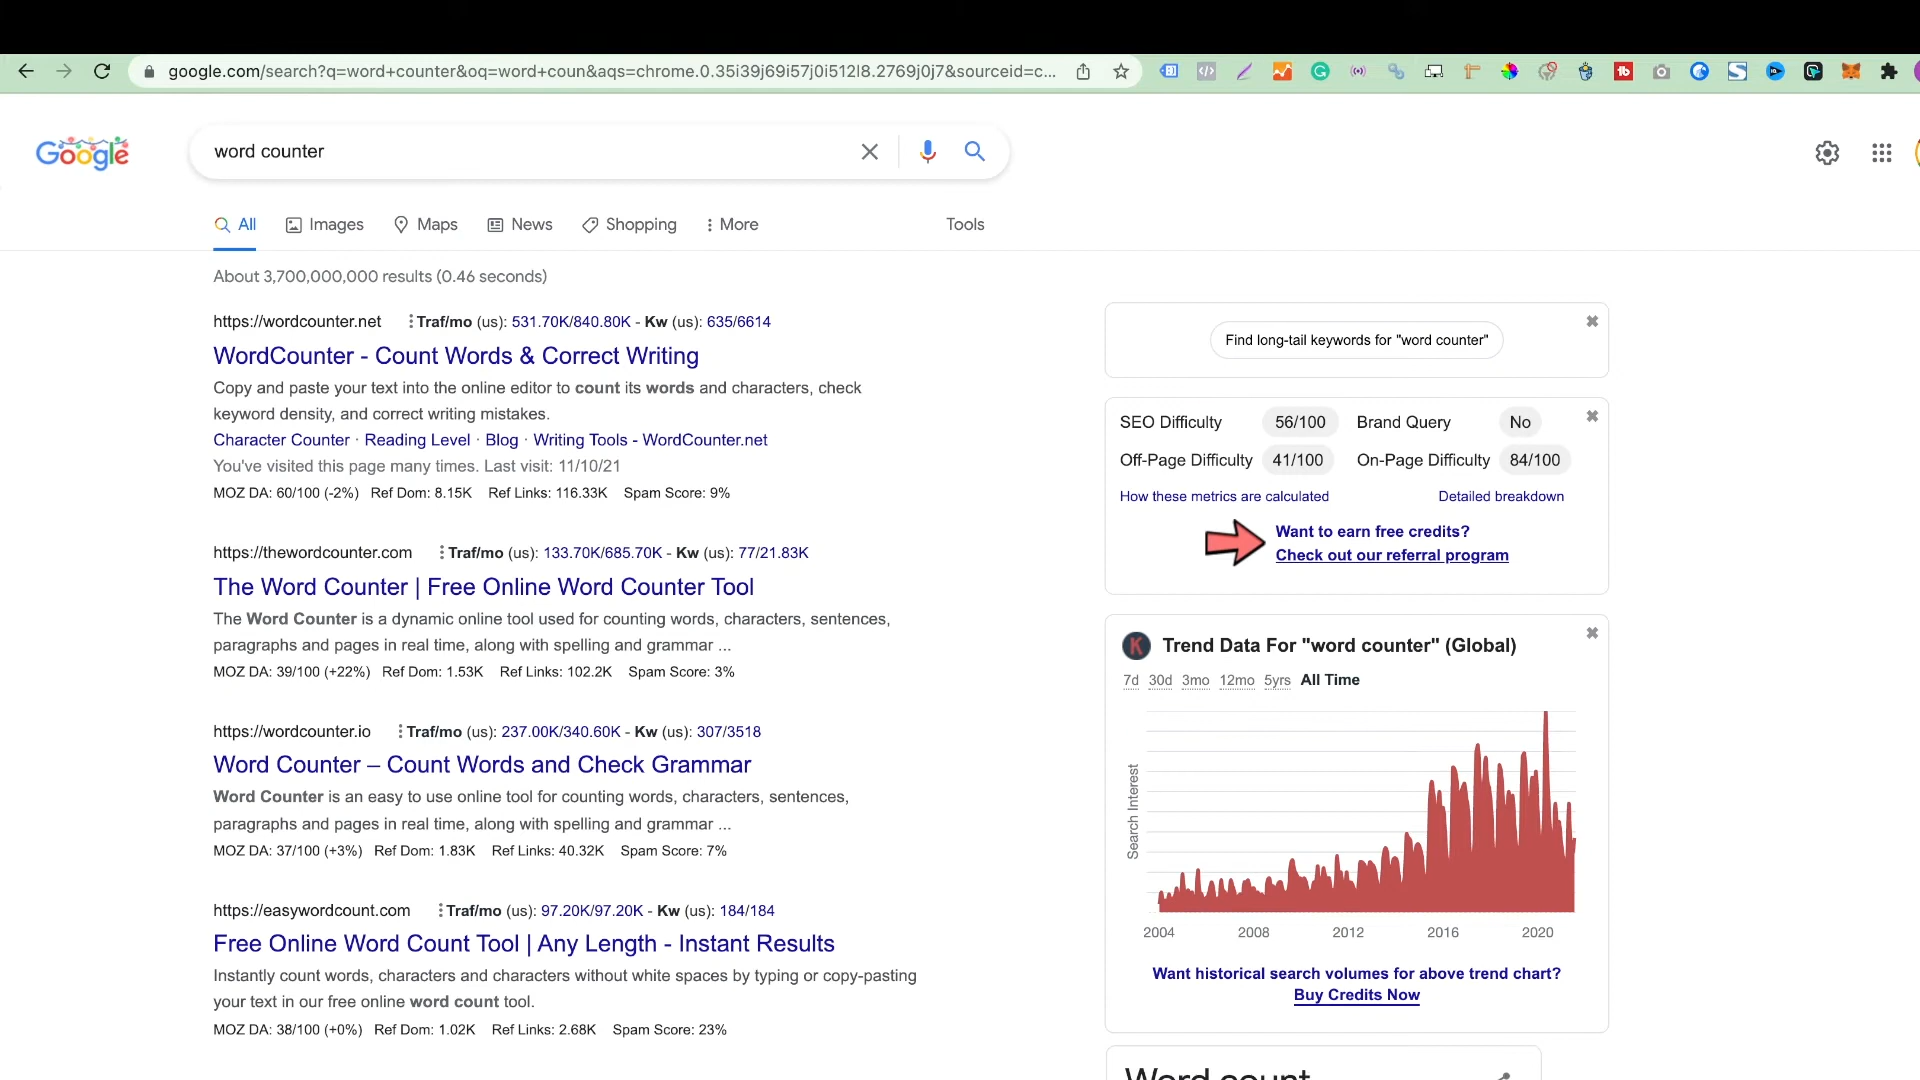 google.com/search?q=word+counter&oq=word+coun&aqs=chrome.0.35i39j69i57j0i512l8.2769j0j7&sourceid=c...
Google
word counter
All Images Maps News Shopping More Tools
About 3,700,000,000 results (0.46 seconds)
https://wordcounter.net Traf/mo (us): 531.70K/840.80K - Kw (us): 635/6614
WordCounter - Count Words & Correct Writing
Copy and paste your text into the online editor to count its words and characters, check
keyword density, and correct writing mistakes.
Character Counter · Reading Level · Blog · Writing Tools - WordCounter.net
You've visited this page many times. Last visit: 11/10/21
MOZ DA: 60/100 (-2%) Ref Dom: 8.15K Ref Links: 116.33K Spam Score: 9%
https://thewordcounter.com Traf/mo (us): 133.70K/685.70K - Kw (us): 77/21.83K
The Word Counter | Free Online Word Counter Tool
The Word Counter is a dynamic online tool used for counting words, characters, sentences,
paragraphs and pages in real time, along with spelling and grammar ...
MOZ DA: 39/100 (+22%) Ref Dom: 1.53K Ref Links: 102.2K Spam Score: 3%
https://wordcounter.io Traf/mo (us): 237.00K/340.60K - Kw (us): 307/3518
Word Counter – Count Words and Check Grammar
Word Counter is an easy to use online tool for counting words, characters, sentences,
paragraphs and pages in real time, along with spelling and grammar ...
MOZ DA: 37/100 (+3%) Ref Dom: 1.83K Ref Links: 40.32K Spam Score: 7%
https://easywordcount.com Traf/mo (us): 97.20K/97.20K - Kw (us): 184/184
Free Online Word Count Tool | Any Length - Instant Results
Instantly count words, characters and characters without white spaces by typing or copy-pasting
your text in our free online word count tool.
MOZ DA: 38/100 (+0%) Ref Dom: 1.02K Ref Links: 2.68K Spam Score: 23%
Find long-tail keywords for "word counter"
SEO Difficulty 56/100 Brand Query No
Off-Page Difficulty 41/100 On-Page Difficulty 84/100
How these metrics are calculated Detailed breakdown
Want to earn free credits?
Check out our referral program
K Trend Data For "word counter" (Global)
7d 30d 3mo 12mo 5yrs All Time
Search Interest
2004 2008 2012 2016 2020
Want historical search volumes for above trend chart?
Buy Credits Now
Word count